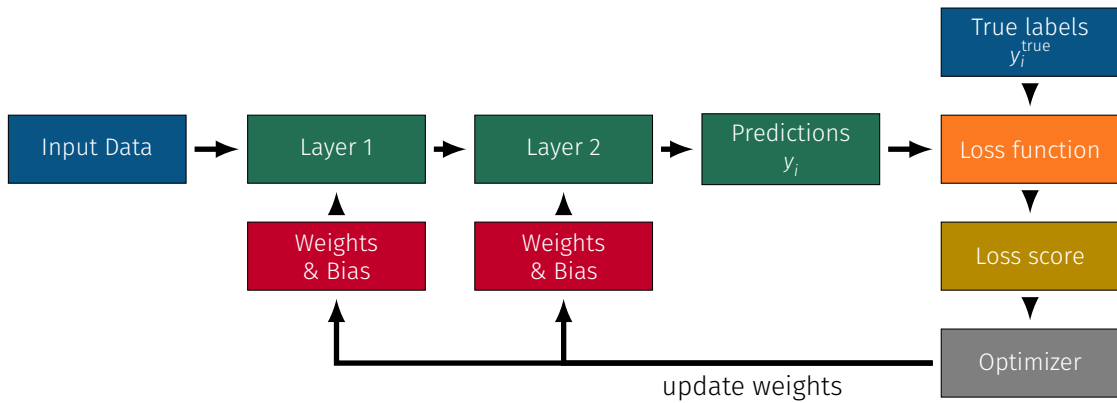 True labels
y_i^true
Input Data
Layer 1
Layer 2
Predictions
y_i
Loss function
Weights
& Bias
Weights
& Bias
Loss score
Optimizer
update weights